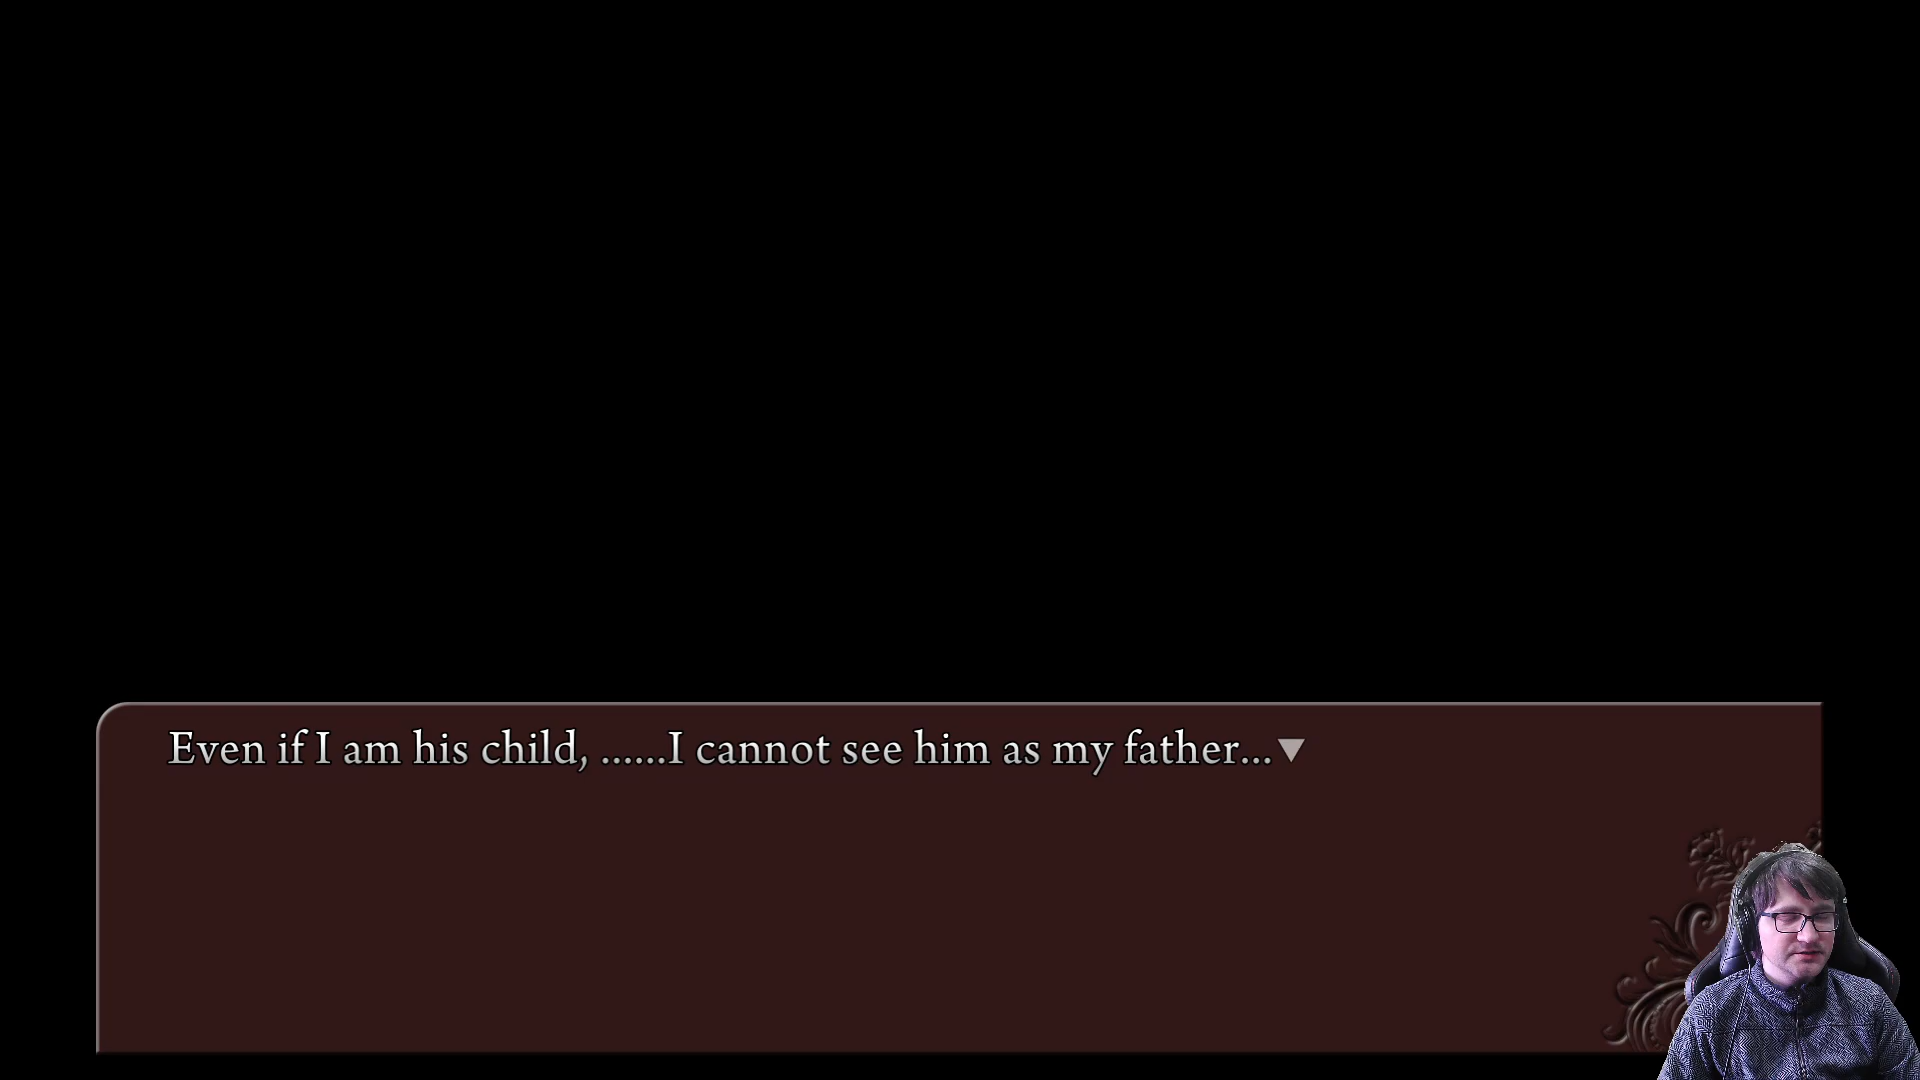 Even if I am his child, ......I cannot see him as my father...